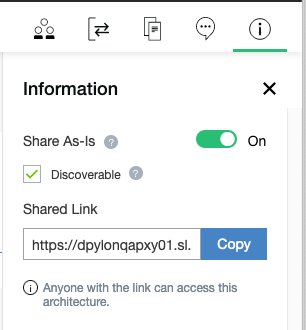 Information
Share As-Is
On
Discoverable
Shared Link
https://dpylonqapxy01.sl.
Copy
Anyone with the link can access this
architecture.